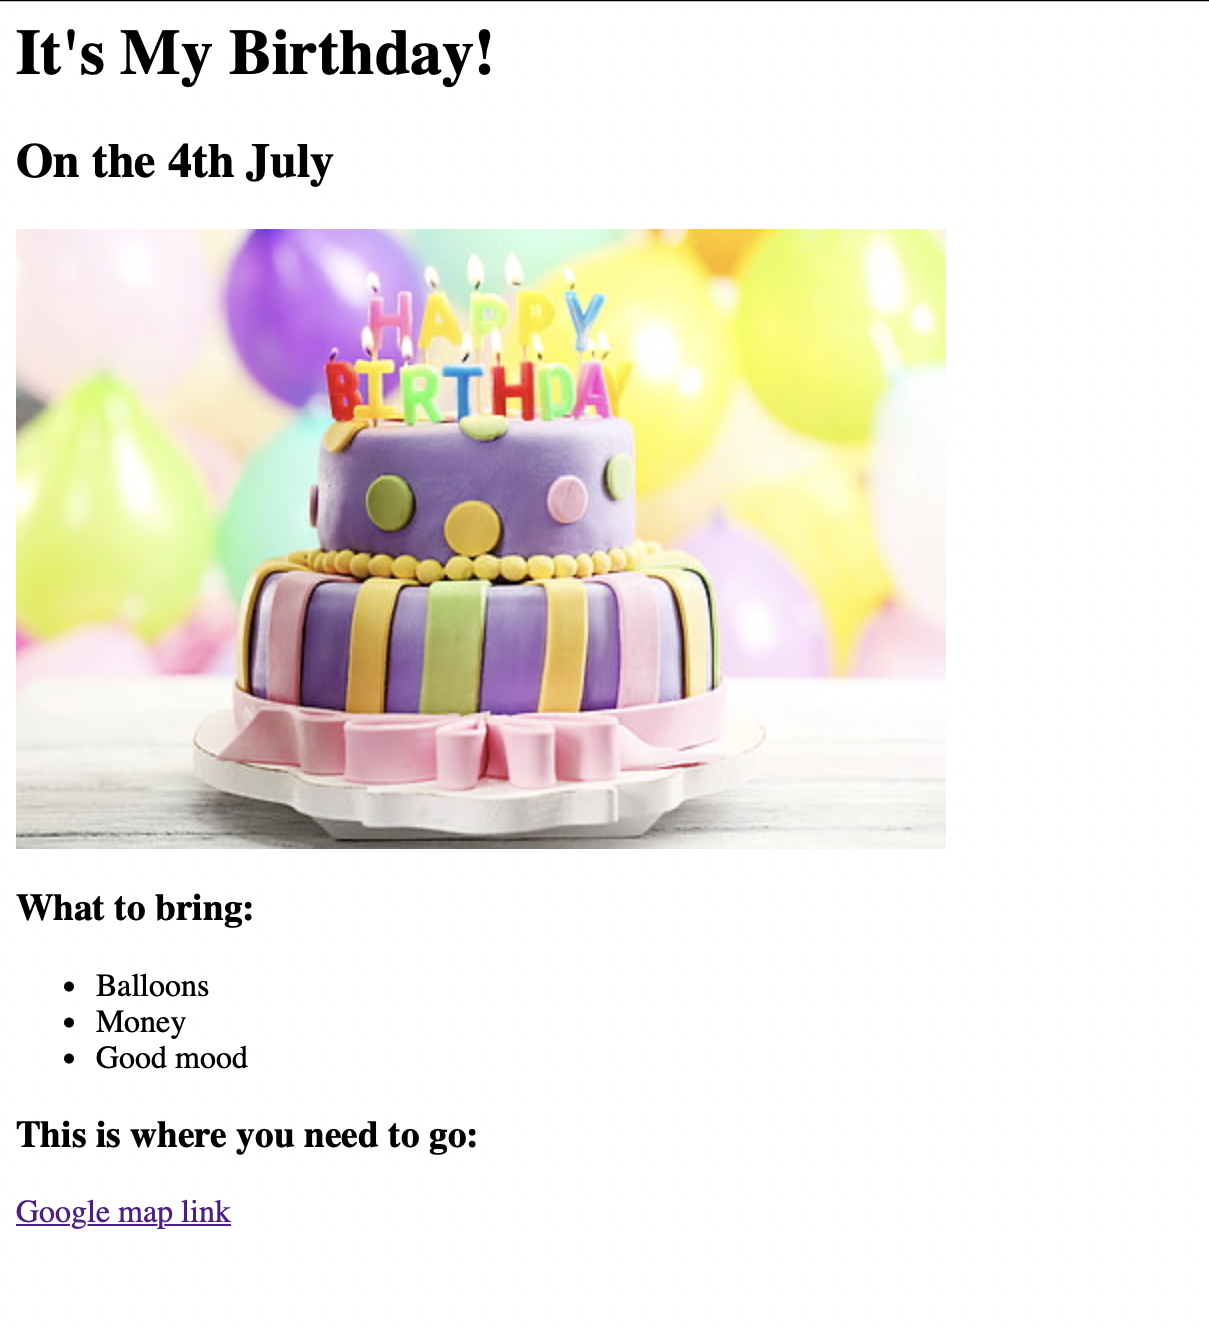 It's My Birthday!
On the 4th July
HAPPY
BIRTHDAY
What to bring:
Balloons
Money
Good mood
This is where you need to go:
Google map link